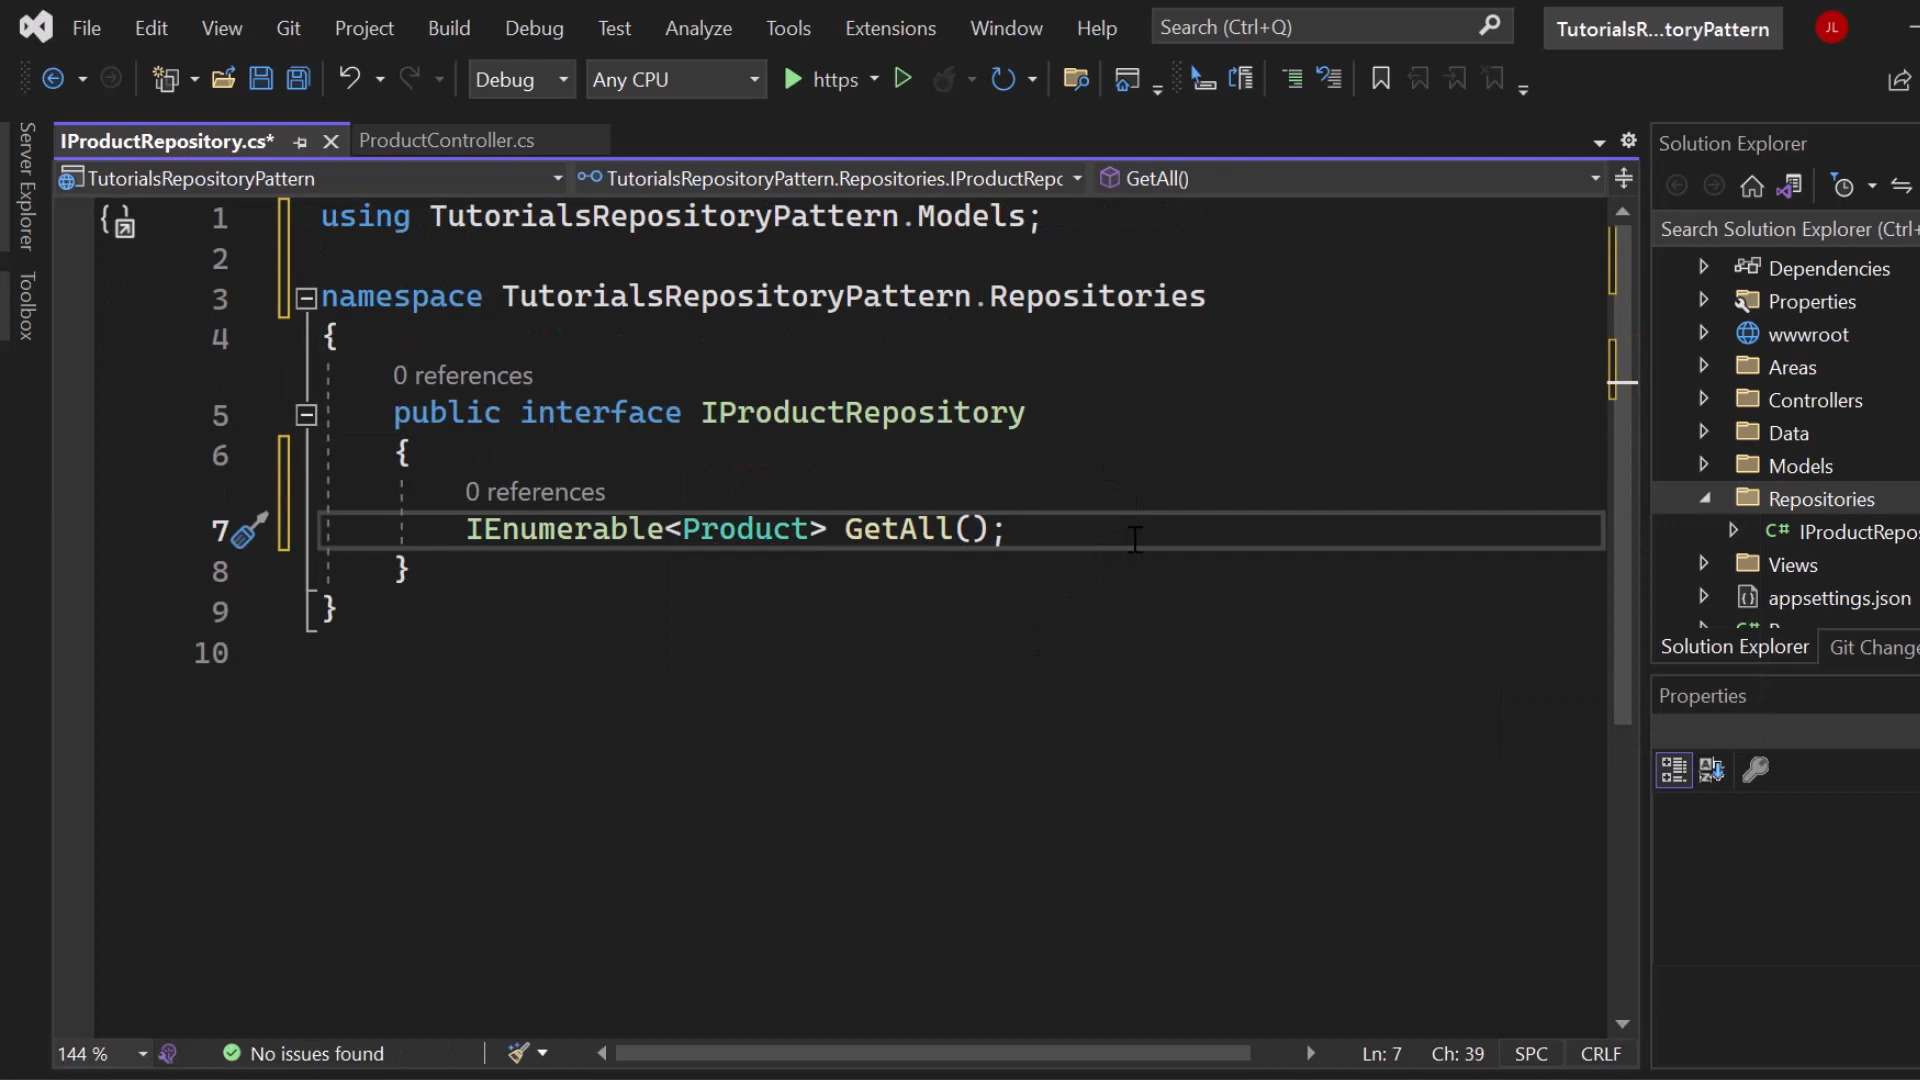 File Edit View Git Project Build Debug Test Analyze Tools Extensions Window Help Search (Ctrl+Q) TutorialsR...toryPattern JL
Debug Any CPU https
IProductRepository.cs* ProductController.cs
TutorialsRepositoryPattern TutorialsRepositoryPattern.Repositories.IProductRepc GetAll()
Server Explorer
Toolbox
1 using TutorialsRepositoryPattern.Models;
2
3 namespace TutorialsRepositoryPattern.Repositories
4 {
0 references
5 public interface IProductRepository
6 {
0 references
7 IEnumerable<Product> GetAll();
8 }
9 }
10
Solution Explorer
Search Solution Explorer (Ctrl+
Dependencies
Properties
wwwroot
Areas
Controllers
Data
Models
Repositories
C# IProductRepos
Views
appsettings.json
Solution Explorer Git Change
Properties
144 % No issues found Ln: 7 Ch: 39 SPC CRLF